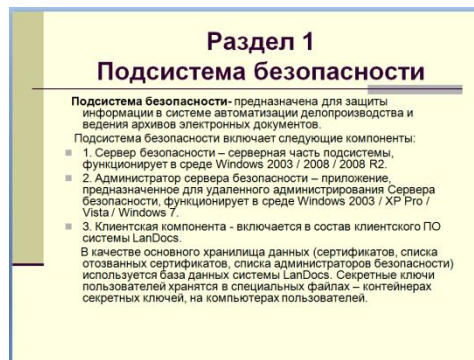 Раздел 1
Подсистема безопасности
Подсистема безопасности- предназначена для защиты
информации в системе автоматизации делопроизводства и
ведения архивов электронных документов.
Подсистема безопасности включает следующие компоненты:
1. Сервер безопасности – серверная часть подсистемы,
функционирует в среде Windows 2003 / 2008 / 2008 R2.
2. Администратор сервера безопасности – приложение,
предназначенное для удаленного администрирования Сервера
безопасности, функционирует в среде Windows 2003 / XP Pro /
Vista / Windows 7.
3. Клиентская компонента - включается в состав клиентского ПО
системы LanDocs.
В качестве основного хранилища данных (сертификатов, списка
отозванных сертификатов, списка администраторов безопасности)
используется база данных системы LanDocs. Секретные ключи
пользователей хранятся в специальных файлах – контейнерах
секретных ключей, на компьютерах пользователей.